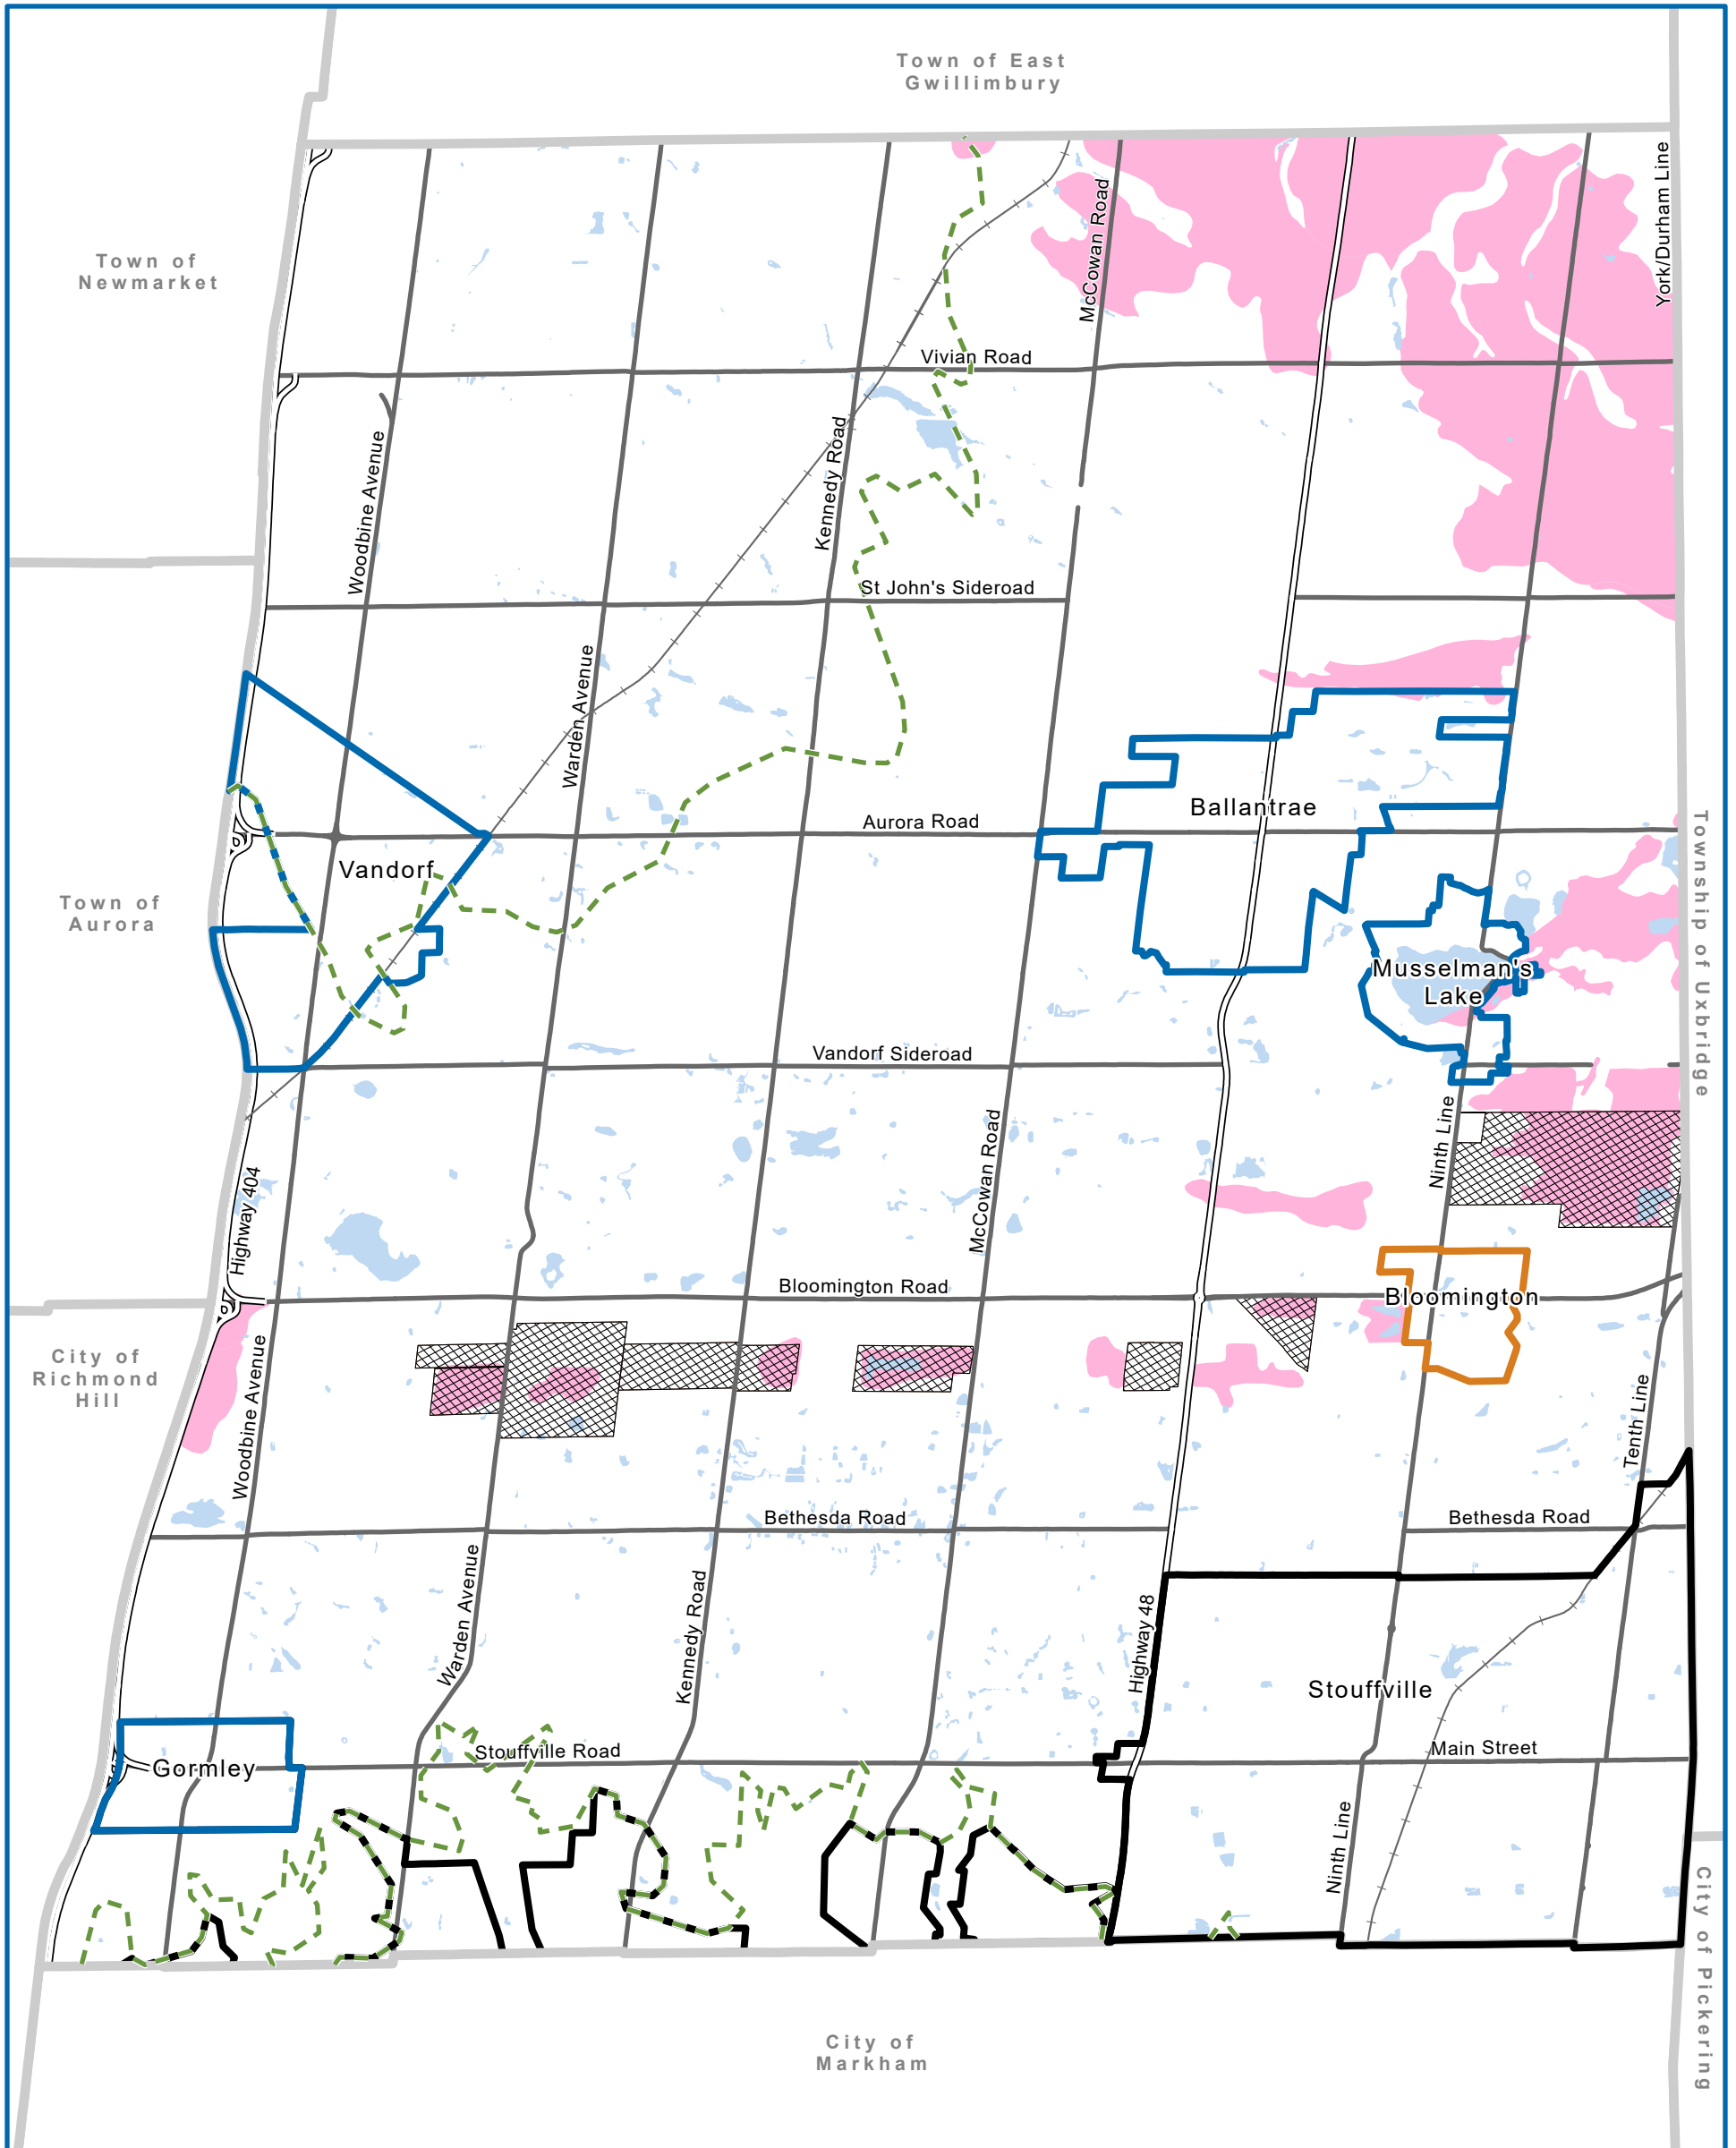 Town of East
Gwillimbury
York/Durham Line
McCowan Road
Town of
Newmarket
Vivian Road
Kennedy Road
Woodbine Avenue
St John's Sideroad
Warden Avenue
Ballantrae
Aurora Road
Vandorf
Township of Uxbridge
Town of
Aurora
Musselman's
Lake
Vandorf Sideroad
Ninth Line
McCowan Road
Highway 404
Bloomington Road
Bloomington
City of
Richmond
Hill
Woodbine Avenue
Tenth Line
Bethesda Road
Bethesda Road
Warden Avenue
Kennedy Road
Highway 48
Stouffville
Main Street
Stouffville Road
Gormley
Ninth Line
City of Pickering
City of
Markham